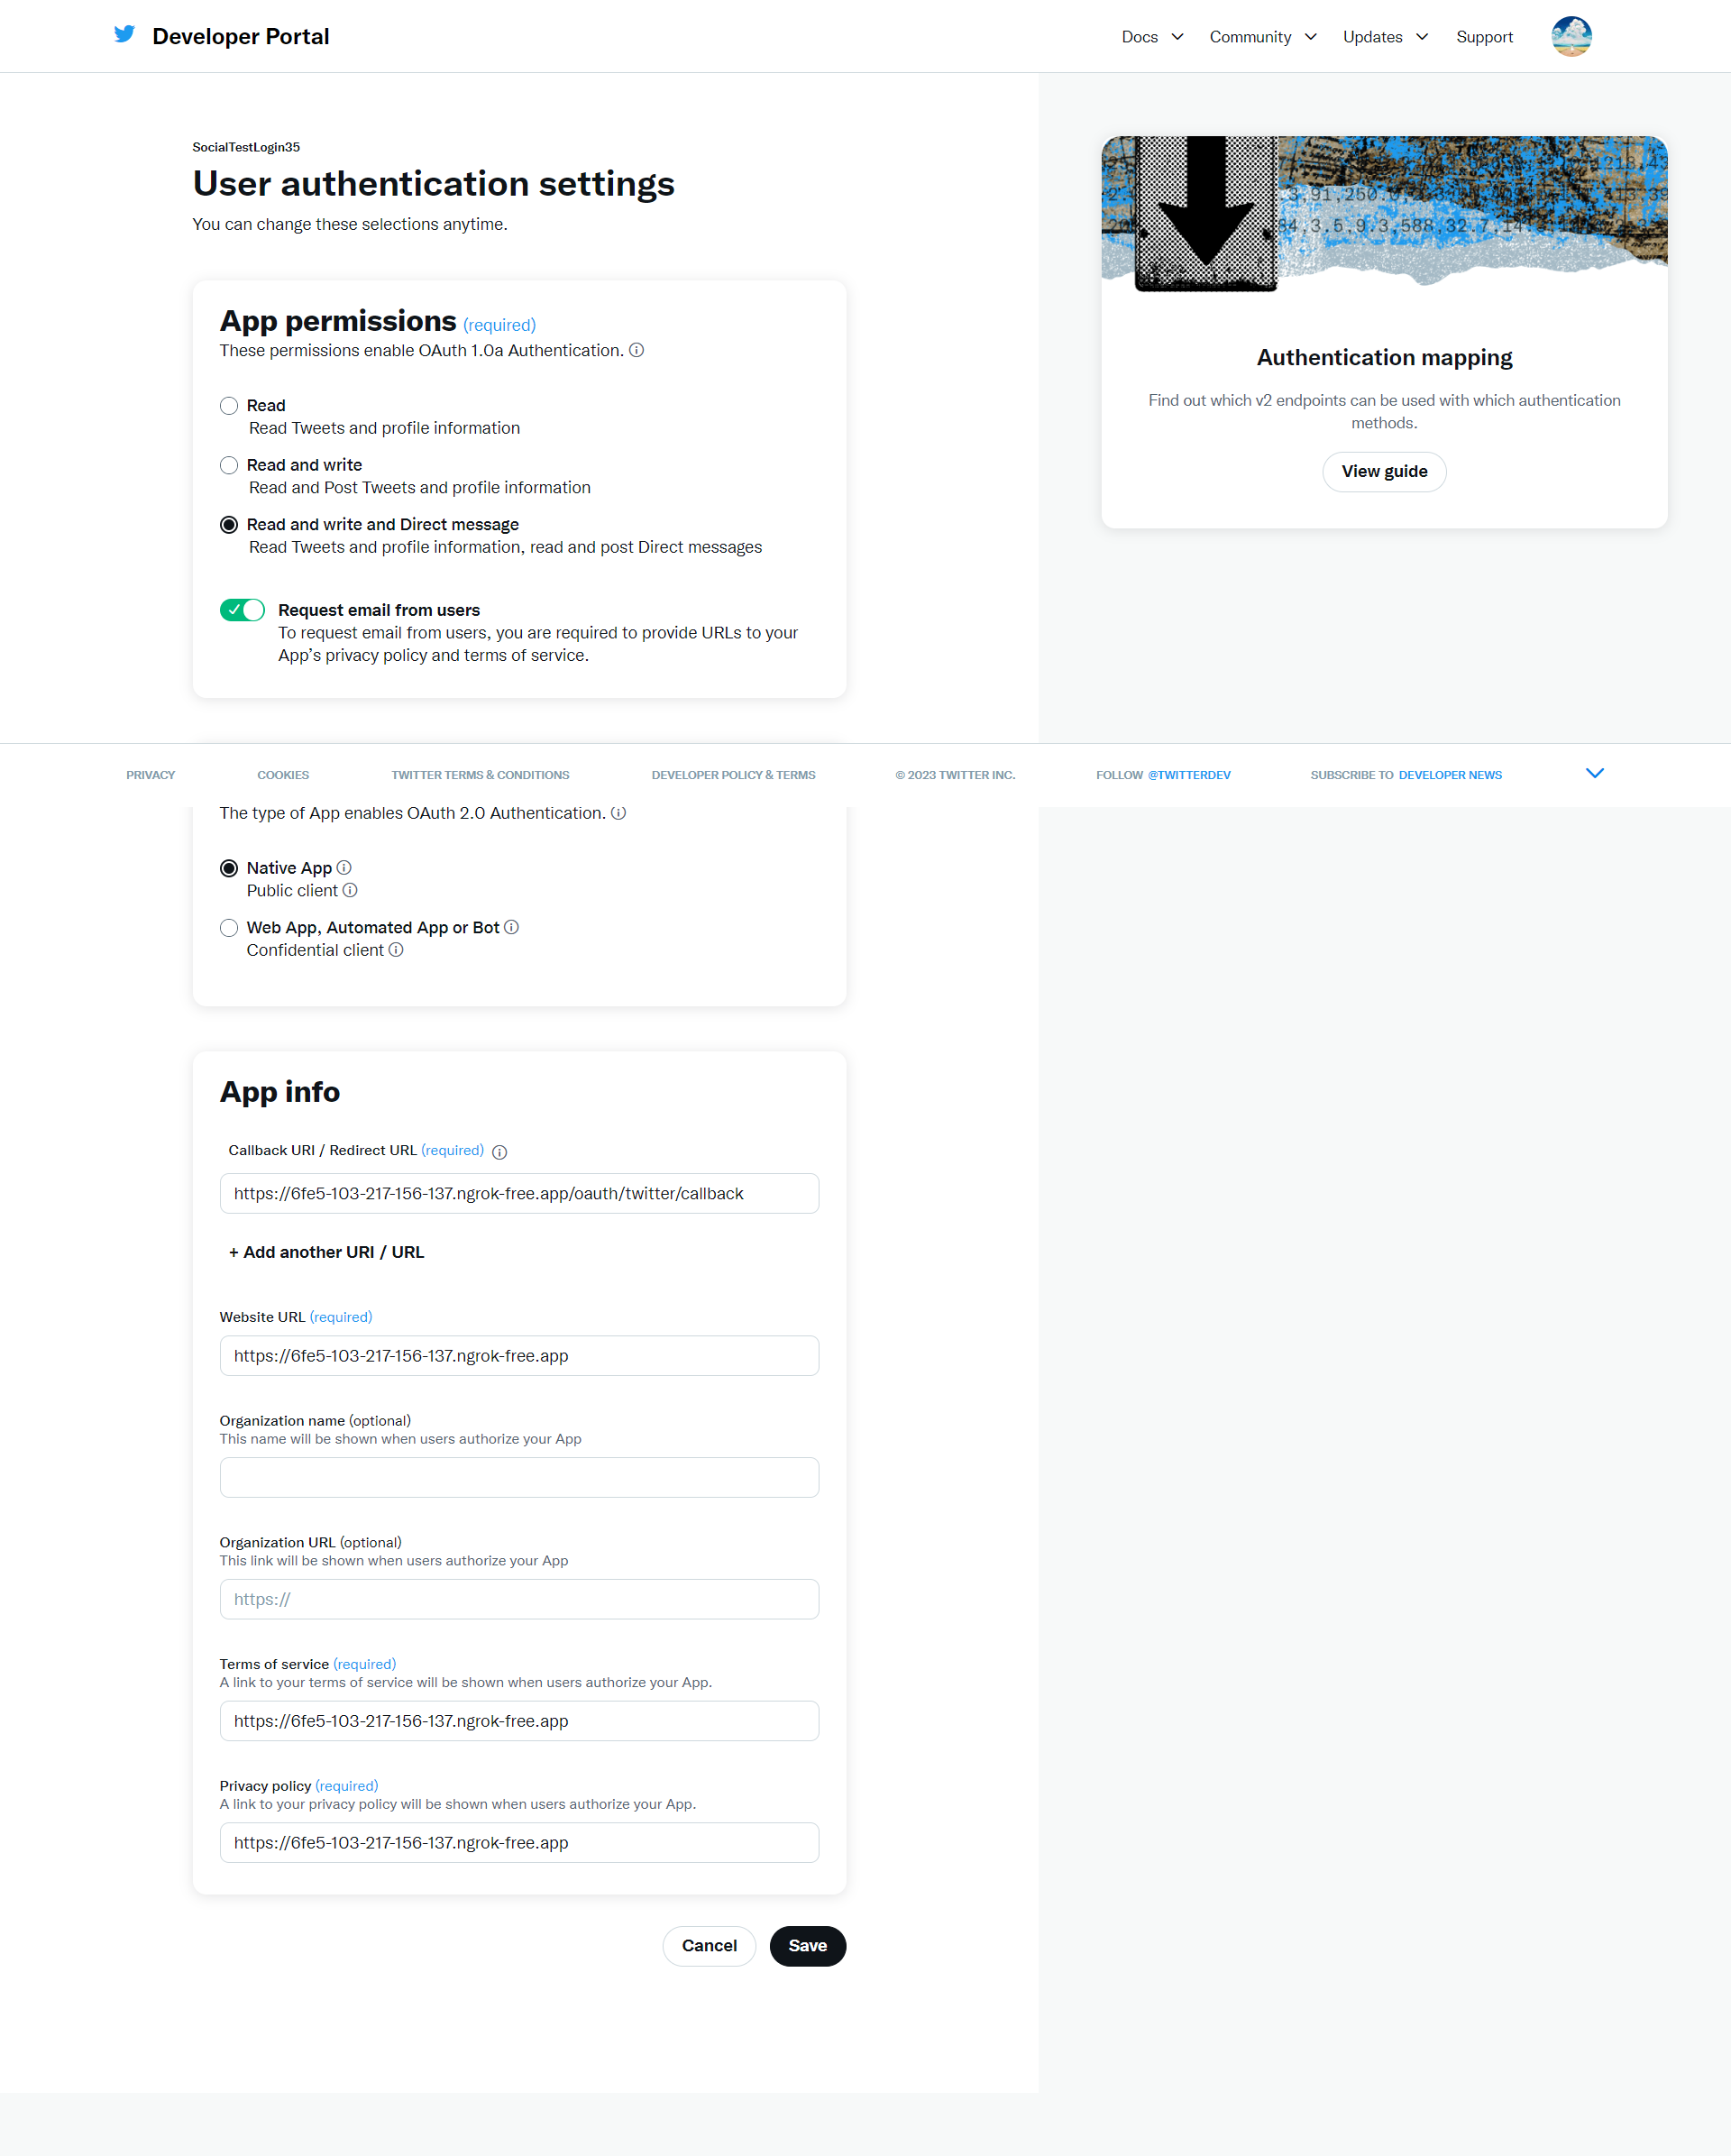 Developer Portal
Docs
Community
Updates
Support
SocialTestLogin35
User authentication settings
You can change these selections anytime.
App permissions (required)
These permissions enable OAuth 1.0a Authentication.
Read
Read Tweets and profile information
Read and write
Read and Post Tweets and profile information
Read and write and Direct message
Read Tweets and profile information, read and post Direct messages
Request email from users
To request email from users, you are required to provide URLs to your
App’s privacy policy and terms of service.
Authentication mapping
Find out which v2 endpoints can be used with which authentication
methods.
View guide
PRIVACY
COOKIES
TWITTER TERMS & CONDITIONS
DEVELOPER POLICY & TERMS
© 2023 TWITTER INC.
FOLLOW @TWITTERDEV
SUBSCRIBE TO DEVELOPER NEWS
The type of App enables OAuth 2.0 Authentication.
Native App
Public client
Web App, Automated App or Bot
Confidential client
App info
Callback URI / Redirect URL (required)
https://6fe5-103-217-156-137.ngrok-free.app/oauth/twitter/callback
+ Add another URI / URL
Website URL (required)
https://6fe5-103-217-156-137.ngrok-free.app
Organization name (optional)
This name will be shown when users authorize your App
Organization URL (optional)
This link will be shown when users authorize your App
https://
Terms of service (required)
A link to your terms of service will be shown when users authorize your App.
https://6fe5-103-217-156-137.ngrok-free.app
Privacy policy (required)
A link to your privacy policy will be shown when users authorize your App.
https://6fe5-103-217-156-137.ngrok-free.app
Cancel
Save